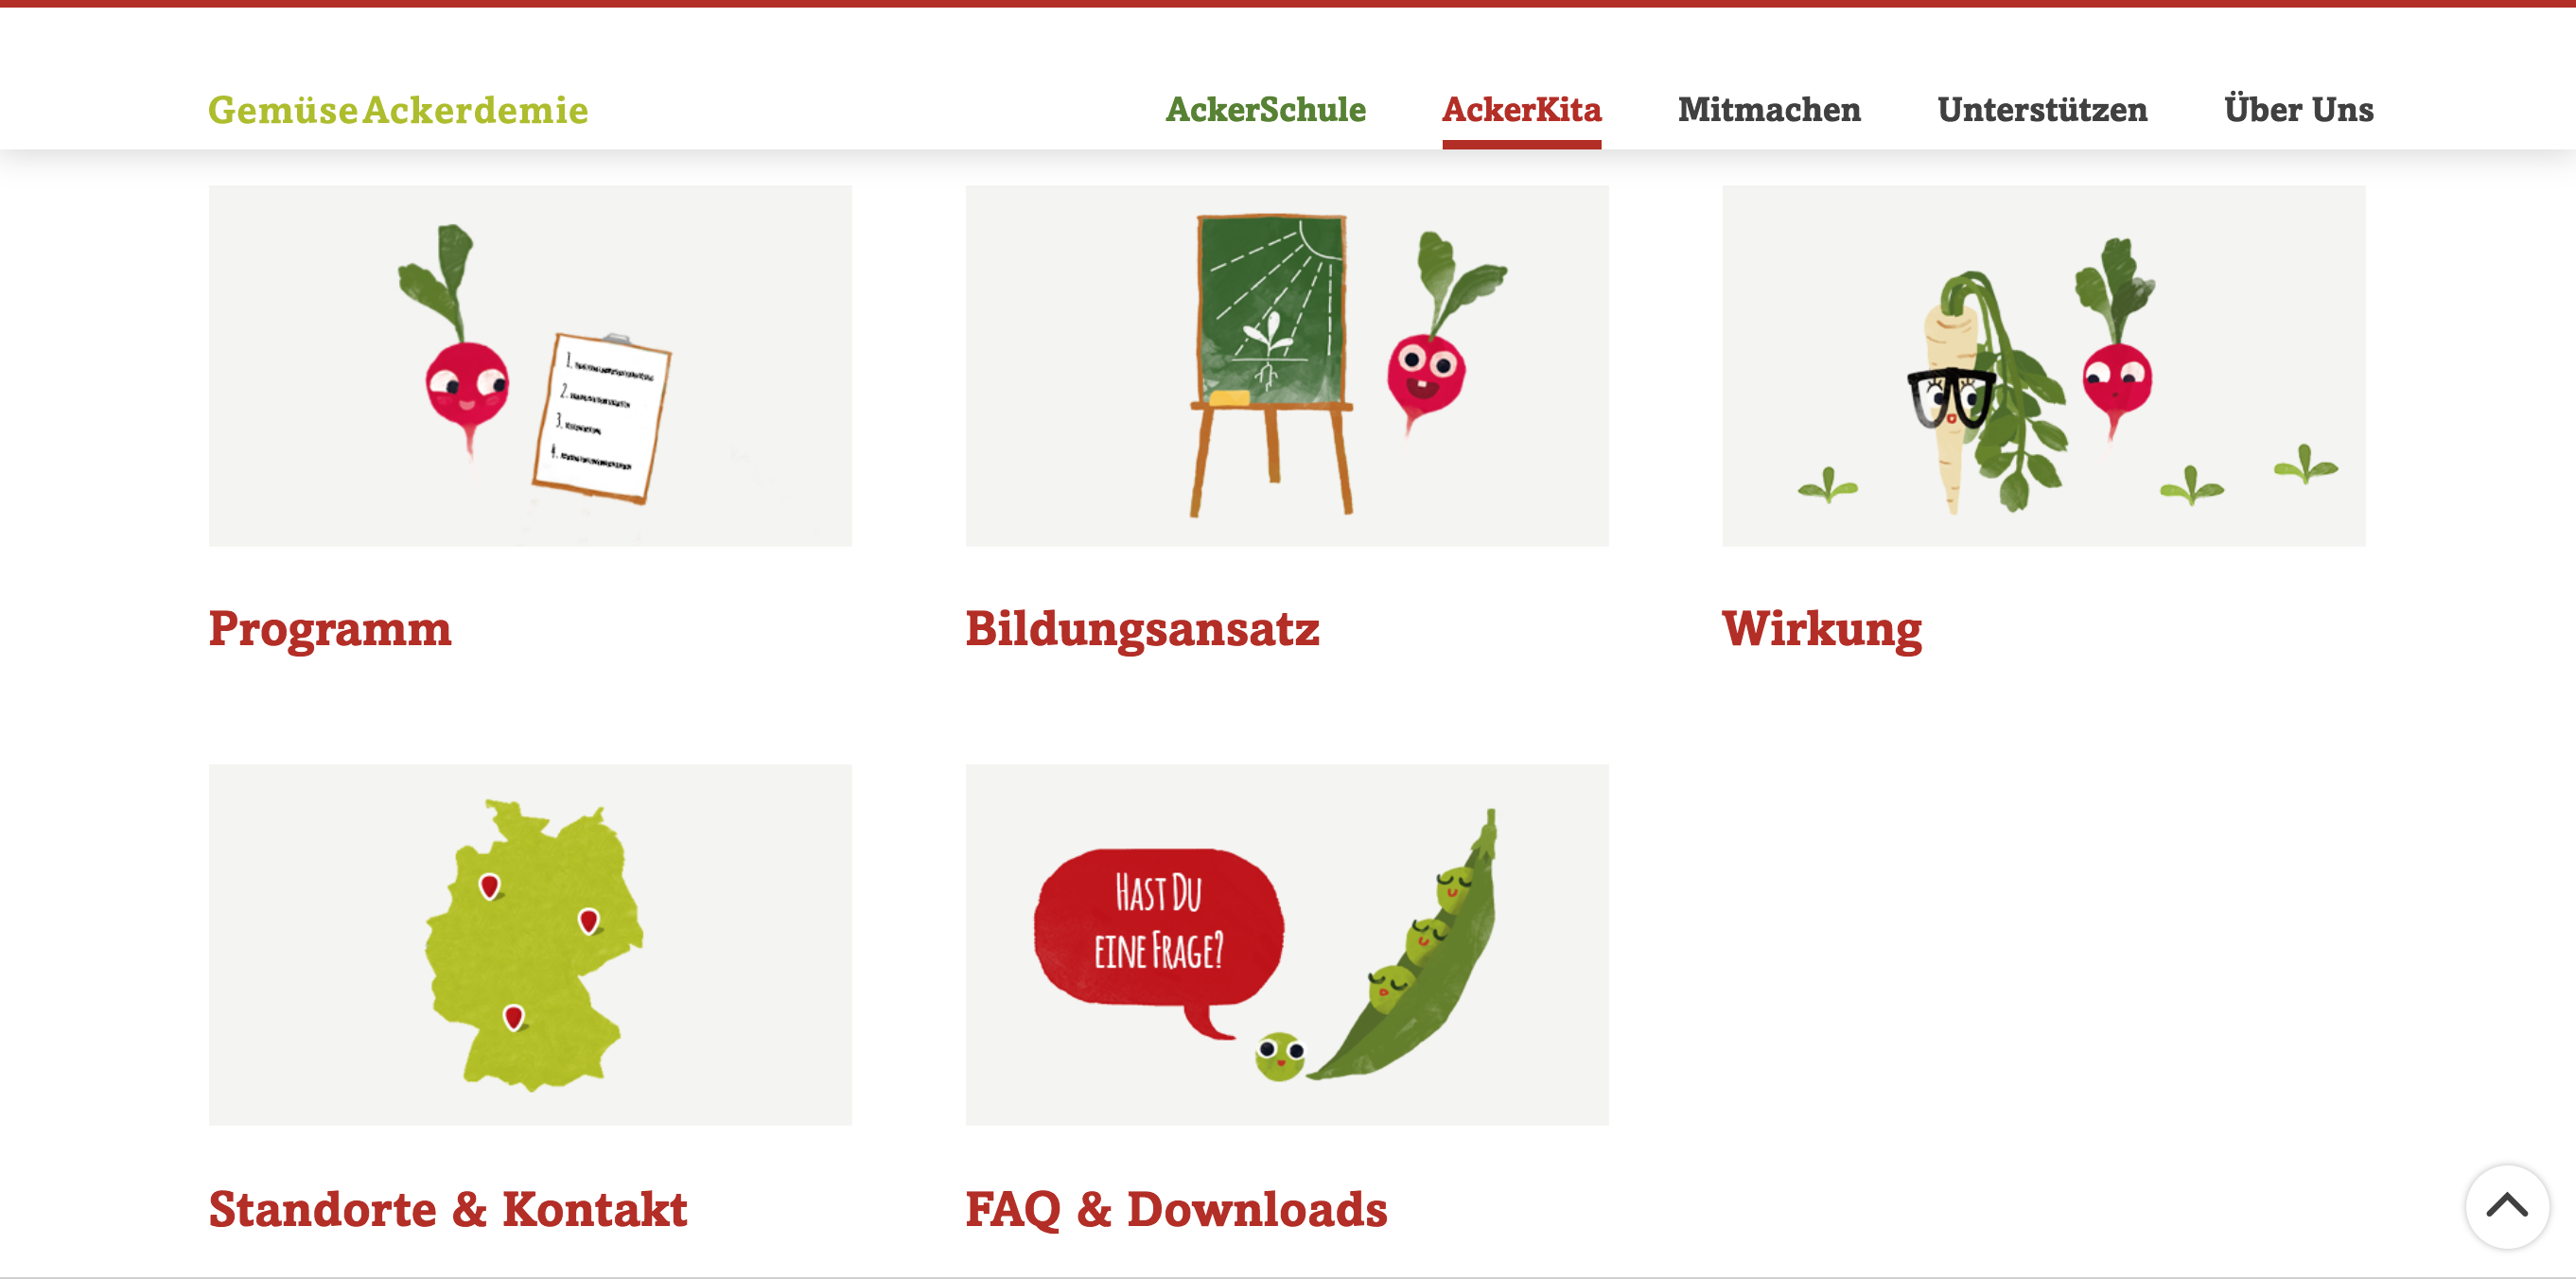 GemüseAckerdemie
AckerSchule AckerKita Mitmachen Unterstützen Über Uns
1.
2.
3.
4.
Programm
Bildungsansatz
Wirkung
HAST DU
EINE FRAGE?
Standorte & Kontakt
FAQ & Downloads